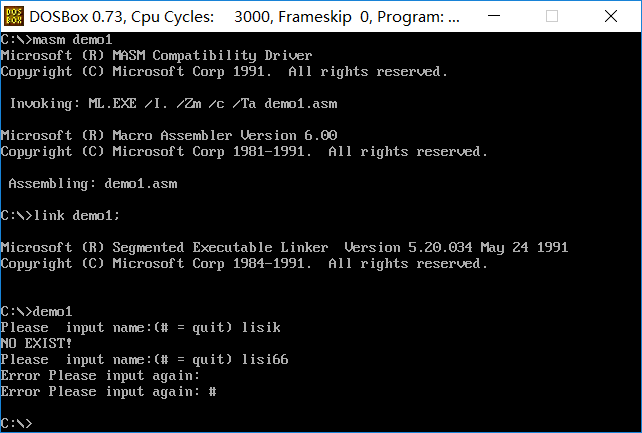 DOS BOX DOSBox 0.73, Cpu Cycles: 3000, Frameskip 0, Program: ...
C:\>masm demo1
Microsoft (R) MASM Compatibility Driver
Copyright (C) Microsoft Corp 1991.  All rights reserved.
 Invoking: ML.EXE /I. /Zm /c /Ta demo1.asm
Microsoft (R) Macro Assembler Version 6.00
Copyright (C) Microsoft Corp 1981-1991.  All rights reserved.
 Assembling: demo1.asm
C:\>link demo1;
Microsoft (R) Segmented Executable Linker  Version 5.20.034 May 24 1991
Copyright (C) Microsoft Corp 1984-1991.  All rights reserved.
C:\>demo1
Please  input name:(# = quit) lisik
NO EXIST!
Please  input name:(# = quit) lisi66
Error Please input again:
Error Please input again: #
C:\>